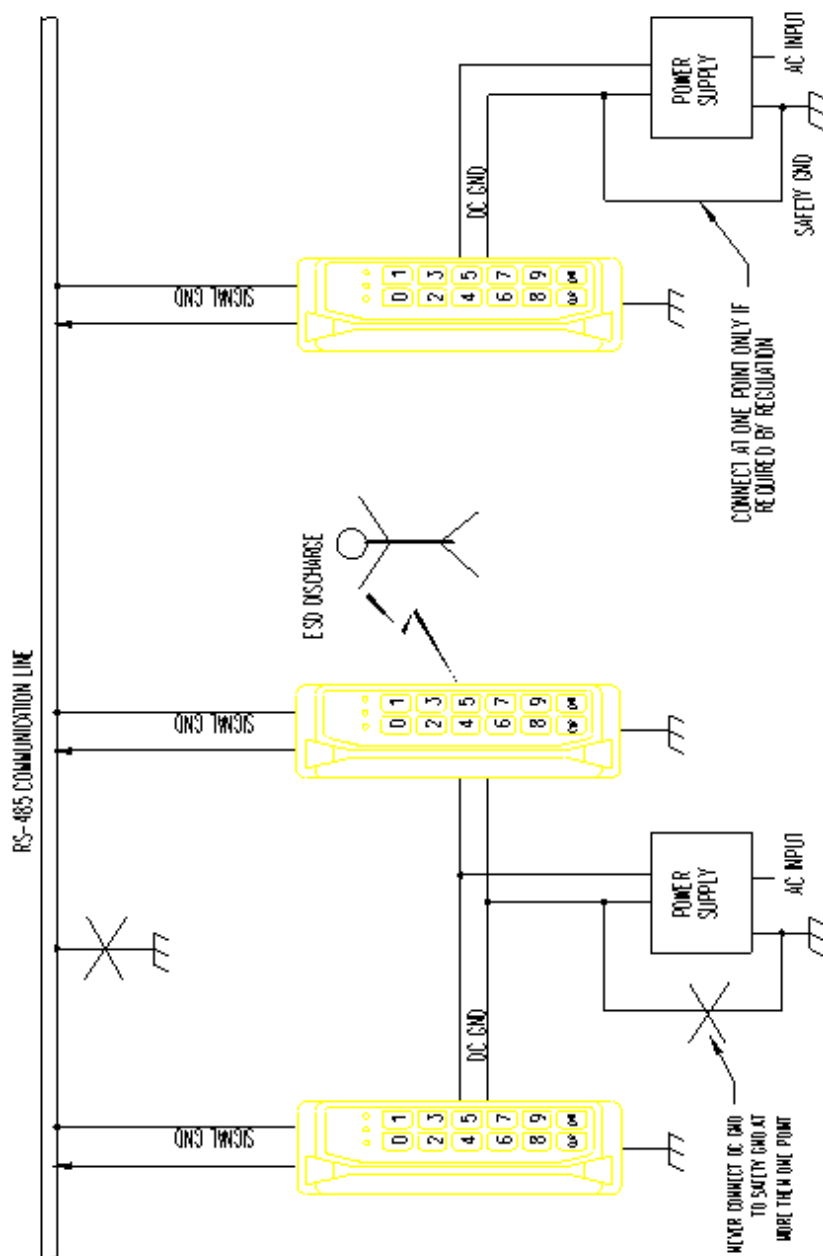 RS-485 COMMUNICATION LINE
SIGNAL GND
SIGNAL GND
SIGNAL GND
0 1
2 3
4 5
6 7
8 9
0 1
2 3
4 5
6 7
8 9
0 1
2 3
4 5
6 7
8 9
ESD DISCHARGE
DC GND
DC GND
POWER
SUPPLY
AC INPUT
POWER
SUPPLY
AC INPUT
SAFETY GND
NEVER CONNECT DC GND
TO SAFETY GND AT
MORE THEN ONE POINT
CONNECT AT ONE POINT ONLY IF
REQUIRED BY REGULATION